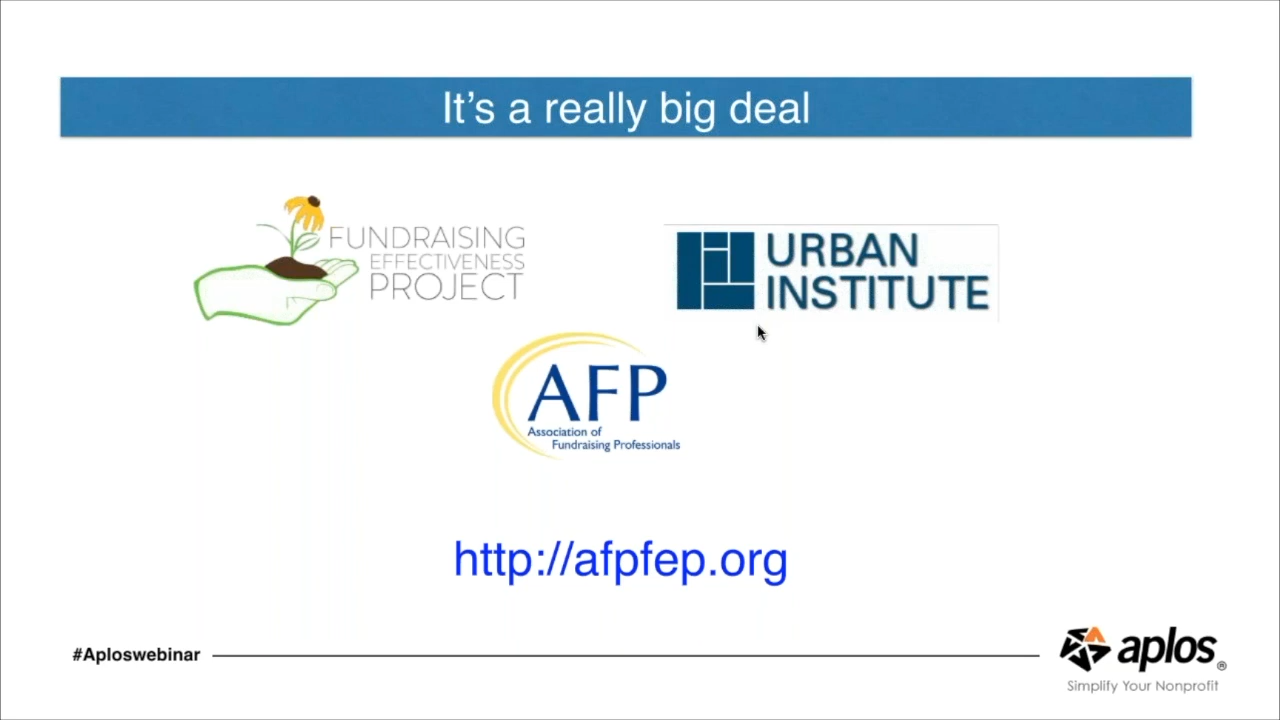 It's a really big deal
FUNDRAISING
EFFECTIVENESS
PROJECT
URBAN
INSTITUTE
AFP
Association of
Fundraising Professionals
http://afpfep.org
#Aploswebinar
aplos®
Simplify Your Nonprofit